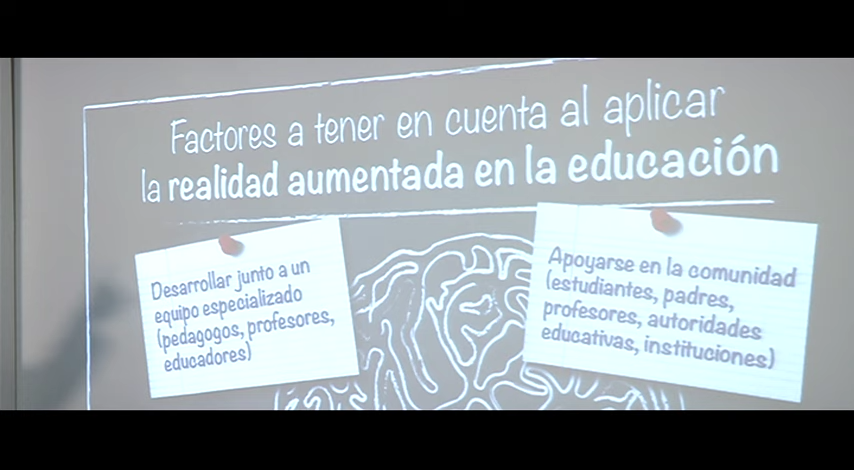 Factores a tener en cuenta al aplicar
la realidad aumentada en la educación
Desarrollar junto a un
equipo especializado
(pedagogos, profesores,
educadores)
Apoyarse en la comunidad
(estudiantes, padres,
profesores, autoridades
educativas, instituciones)